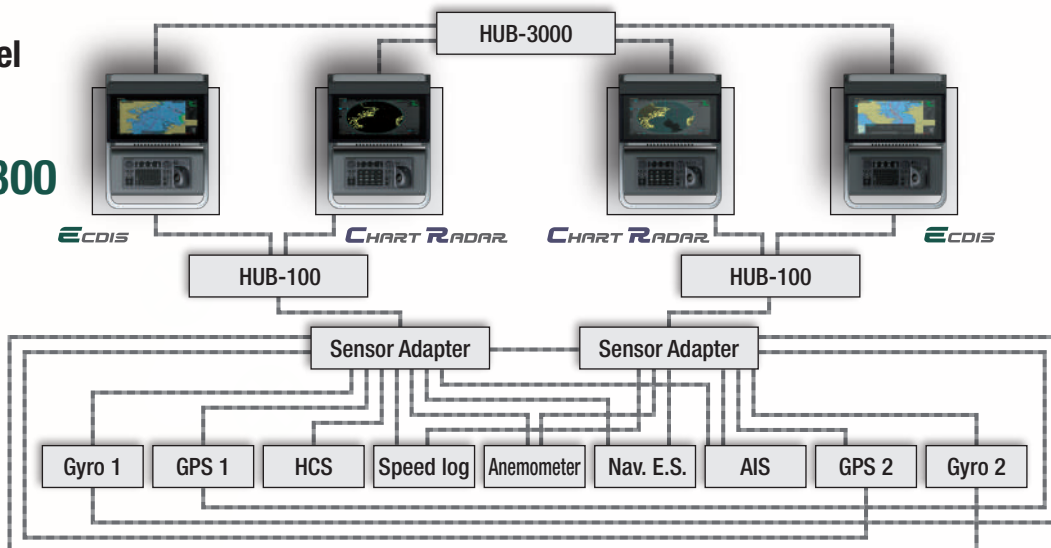 HUB-3000
el
300
ECDIS
CHART RADAR
CHART RADAR
ECDIS
HUB-100
HUB-100
Sensor Adapter
Sensor Adapter
Gyro 1
GPS 1
HCS
Speed log
Anemometer
Nav. E.S.
AIS
GPS 2
Gyro 2